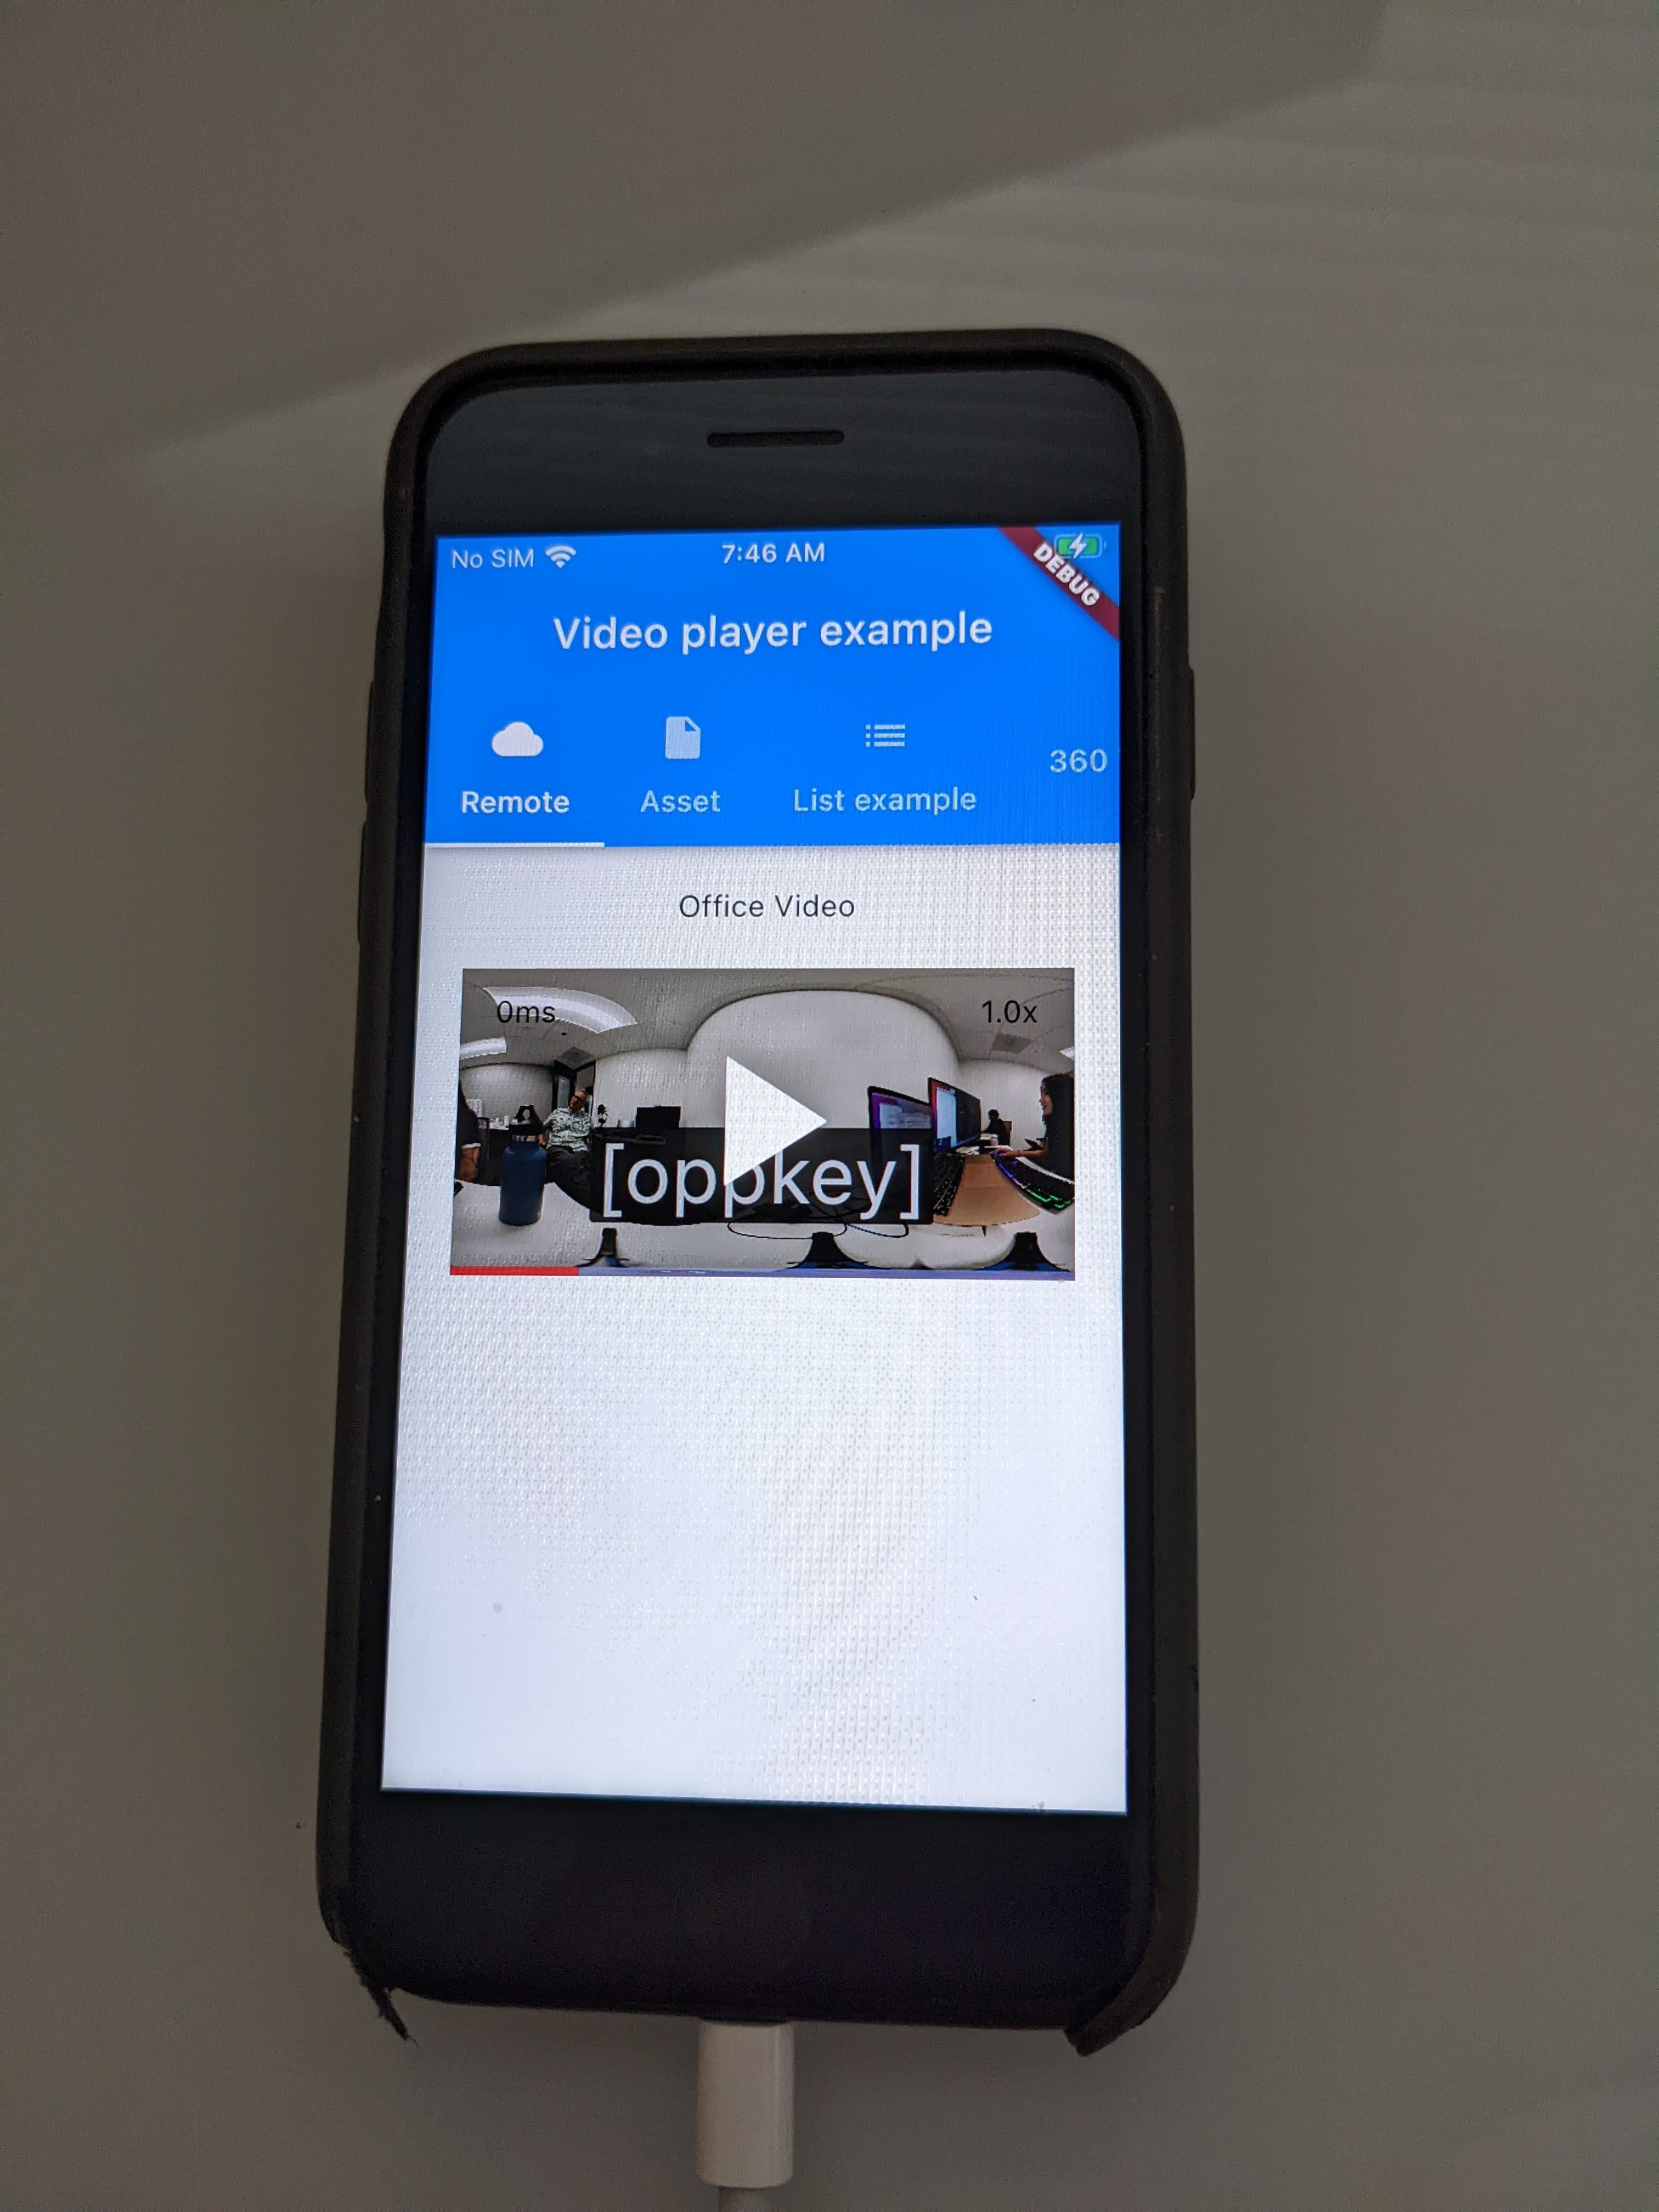 No SIM 7:46 AM
DEBUG
Video player example
Remote Asset List example 360
Office Video
0ms 1.0x
[oppkey]